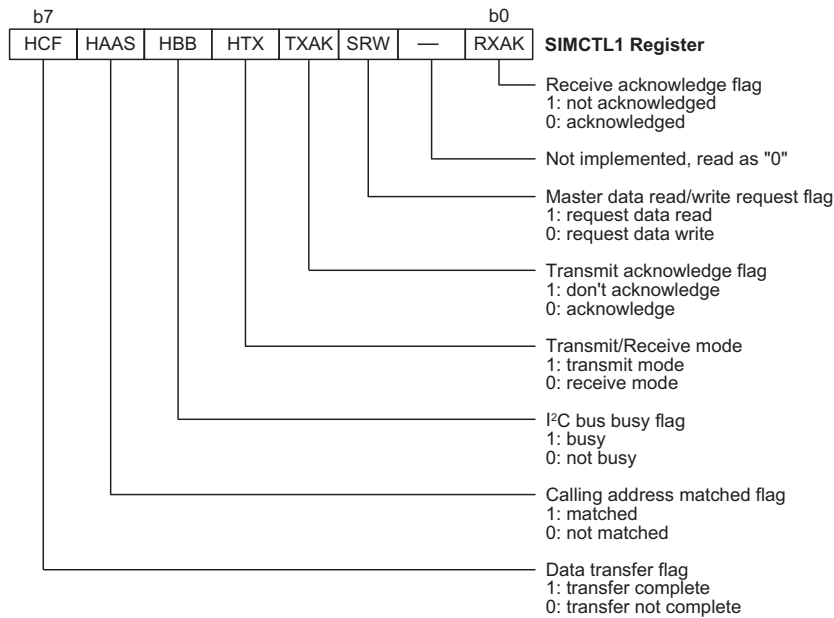 b7 b0
HCF HAAS HBB HTX TXAK SRW — RXAK SIMCTL1 Register
Receive acknowledge flag
1: not acknowledged
0: acknowledged
Not implemented, read as "0"
Master data read/write request flag
1: request data read
0: request data write
Transmit acknowledge flag
1: don't acknowledge
0: acknowledge
Transmit/Receive mode
1: transmit mode
0: receive mode
I²C bus busy flag
1: busy
0: not busy
Calling address matched flag
1: matched
0: not matched
Data transfer flag
1: transfer complete
0: transfer not complete